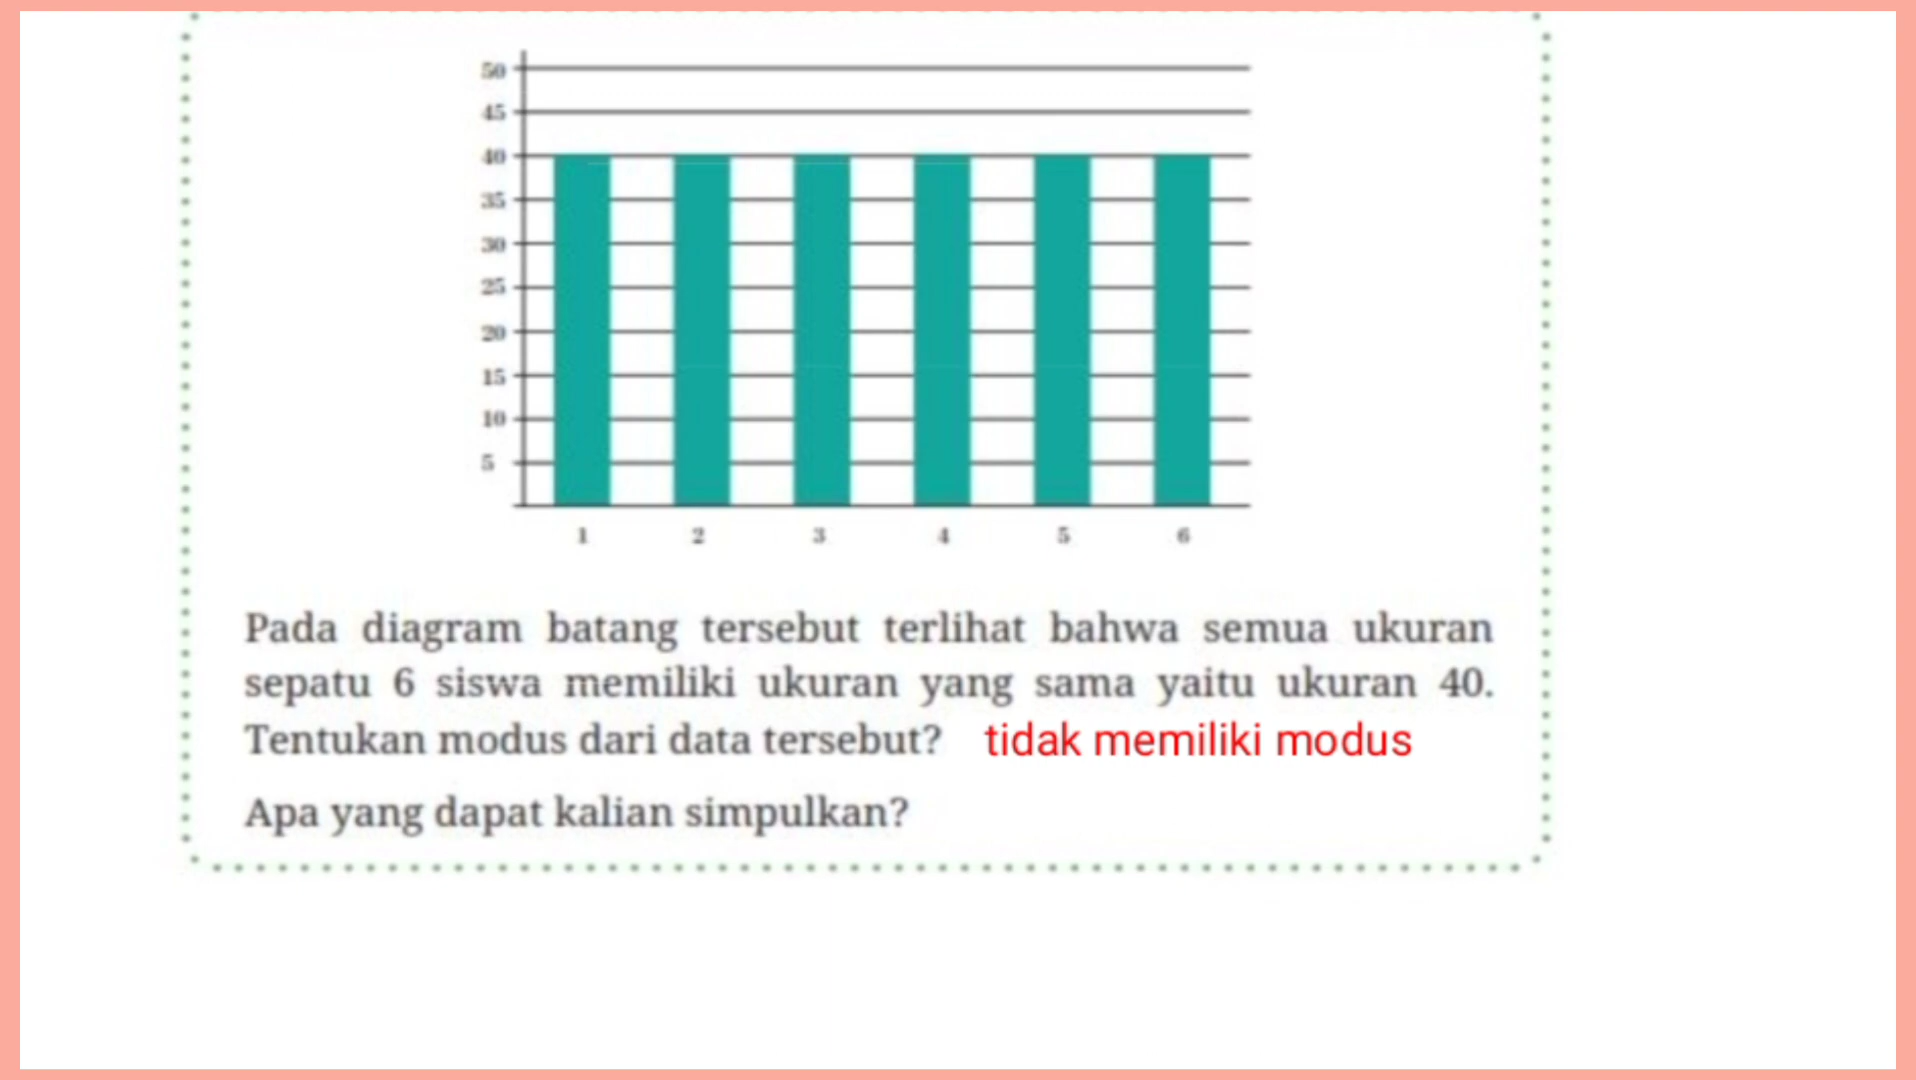 50
45
40
35
30
25
20
15
10
5
1 2 3 4 5 6
Pada diagram batang tersebut terlihat bahwa semua ukuran
sepatu 6 siswa memiliki ukuran yang sama yaitu ukuran 40.
Tentukan modus dari data tersebut? tidak memiliki modus
Apa yang dapat kalian simpulkan?